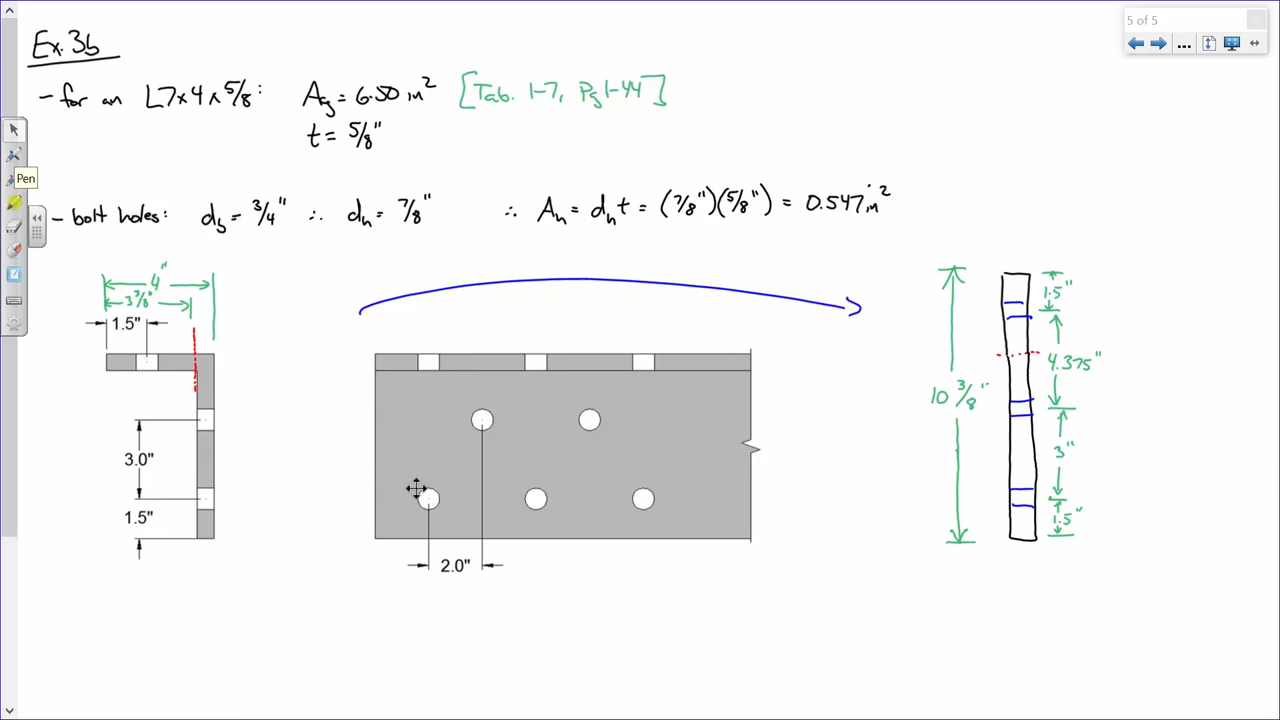 5 of 5
Ex. 3b
- for an L7x4x5/8: Ag = 6.50 in² [Tab. 1-7, Pg 1-44]
t = 5/8"
Pen
- bolt holes: db = 3/4" ∴ dh = 7/8" ∴ An = dht = (7/8")(5/8") = 0.547 in²
4"
3 3/8"
1.5"
3.0"
1.5"
2.0"
10 3/8"
1.5"
4.375"
3"
1.5"